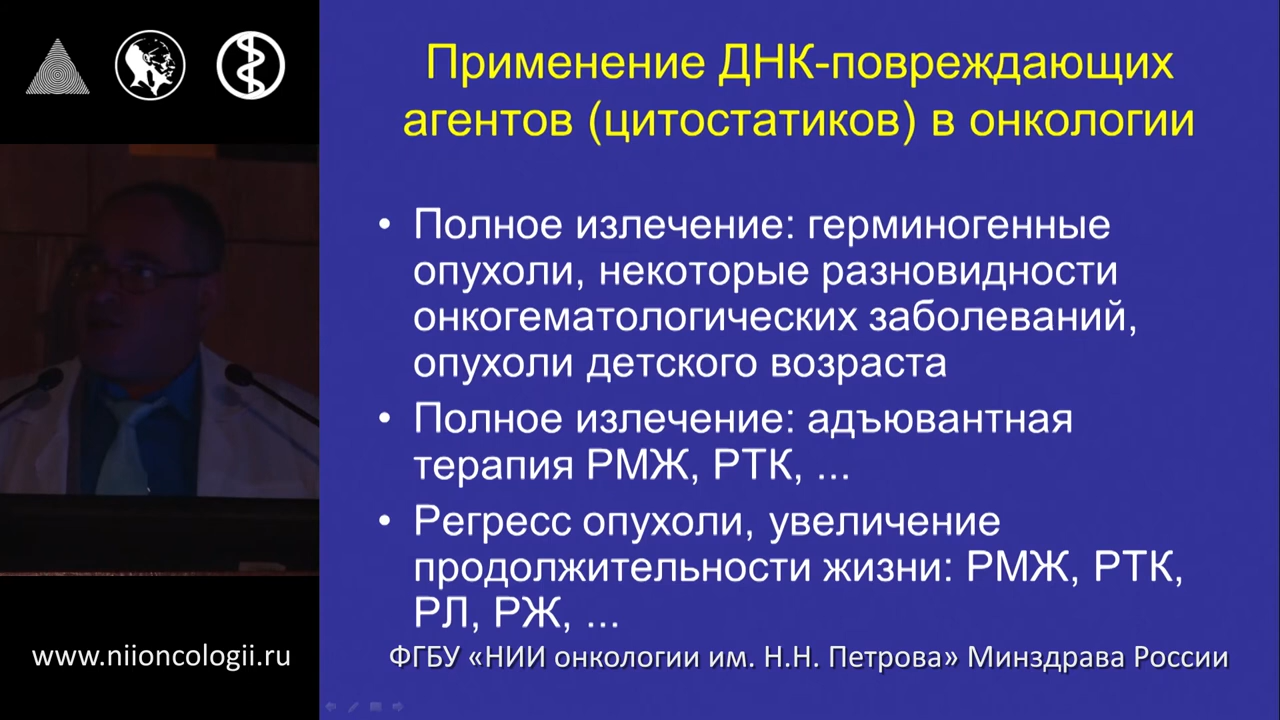 Применение ДНК-повреждающих
агентов (цитостатиков) в онкологии
• Полное излечение: герминогенные
опухоли, некоторые разновидности
онкогематологических заболеваний,
опухоли детского возраста
• Полное излечение: адъювантная
терапия РМЖ, РТК, ...
• Регресс опухоли, увеличение
продолжительности жизни: РМЖ, РТК,
РЛ, РЖ, ...
www.niioncologii.ru
ФГБУ «НИИ онкологии им. Н.Н. Петрова» Минздрава России